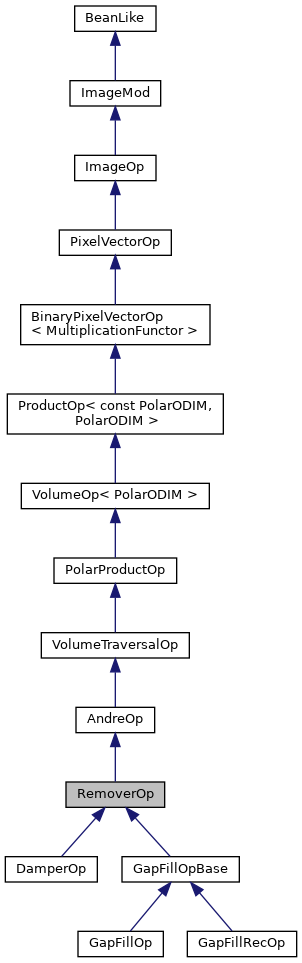 BeanLike
ImageMod
ImageOp
PixelVectorOp
BinaryPixelVectorOp
< MultiplicationFunctor >
ProductOp< const PolarODIM,
PolarODIM >
VolumeOp< PolarODIM >
PolarProductOp
VolumeTraversalOp
AndreOp
RemoverOp
DamperOp
GapFillOpBase
GapFillOp
GapFillRecOp